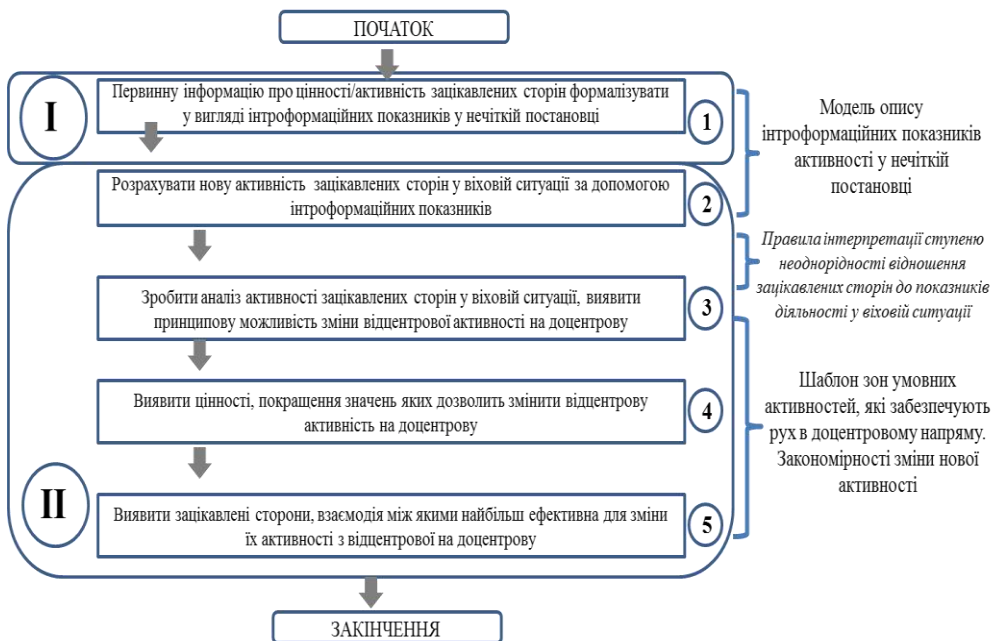 ПОЧАТОК
I
Первинну інформацію про цінності/активність зацікавлених сторін формалізувати
у вигляді інтроформаційних показників у нечіткій постановці
1
Модель опису
інтроформаційних показників
активності у нечіткій
постановці
Розрахувати нову активність зацікавлених сторін у віховій ситуації за допомогою
інтроформаційних показників
2
Правила інтерпретації ступеню
неоднорідності відношення
зацікавлених сторін до показників
діяльності у віховій ситуації
Зробити аналіз активності зацікавлених сторін у віховій ситуації, виявити
принципову можливість зміни відцентрової активності на доцентрову
3
Виявити цінності, покращення значень яких дозволить змінити відцентрову
активність на доцентрову
4
Шаблон зон умовних
активностей, які забезпечують
рух в доцентровому напряму.
Закономірності зміни нової
активності
II
Виявити зацікавлені сторони, взаємодія між якими найбільш ефективна для зміни
їх активності з відцентрової на доцентрову
5
ЗАКІНЧЕННЯ